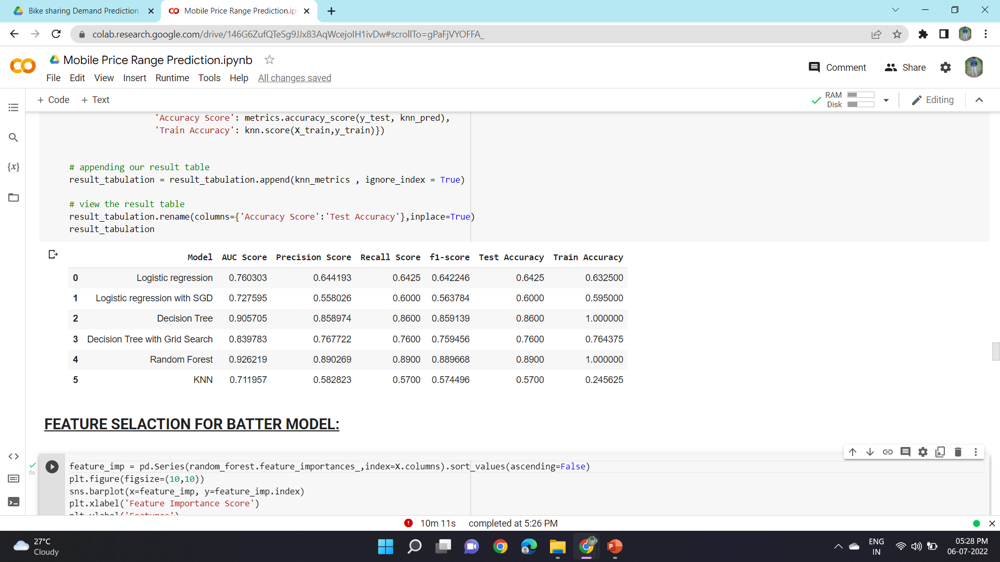 Bike sharing Demand Prediction
Mobile Price Range Prediction.ip
colab.research.google.com/drive/146G6ZufQTeSg9JJx83AqWcejoIH1ivDw#scrollTo=gPaFjVYOFFA_
Mobile Price Range Prediction.ipynb
Comment
Share
File Edit View Insert Runtime Tools Help All changes saved
+ Code + Text
RAM
Disk
Editing
'Accuracy Score': metrics.accuracy_score(y_test, knn_pred),
'Train Accuracy': knn.score(X_train,y_train)})
# appending our result table
result_tabulation = result_tabulation.append(knn_metrics , ignore_index = True)
# view the result table
result_tabulation.rename(columns={'Accuracy Score':'Test Accuracy'},inplace=True)
result_tabulation
Model AUC Score Precision Score Recall Score f1-score Test Accuracy Train Accuracy
0 Logistic regression 0.760303 0.644193 0.6425 0.642246 0.6425 0.632500
1 Logistic regression with SGD 0.727595 0.558026 0.6000 0.563784 0.6000 0.595000
2 Decision Tree 0.905705 0.858974 0.8600 0.859139 0.8600 1.000000
3 Decision Tree with Grid Search 0.839783 0.767722 0.7600 0.759456 0.7600 0.764375
4 Random Forest 0.926219 0.890269 0.8900 0.889668 0.8900 1.000000
5 KNN 0.711957 0.582823 0.5700 0.574496 0.5700 0.245625
FEATURE SELACTION FOR BATTER MODEL:
0s
feature_imp = pd.Series(random_forest.feature_importances_,index=X.columns).sort_values(ascending=False)
plt.figure(figsize=(10,10))
sns.barplot(x=feature_imp, y=feature_imp.index)
plt.xlabel('Feature Importance Score')
plt.ylabel('Features')
10m 11s completed at 5:26 PM
27°C
Cloudy
ENG
IN
05:28 PM
06-07-2022